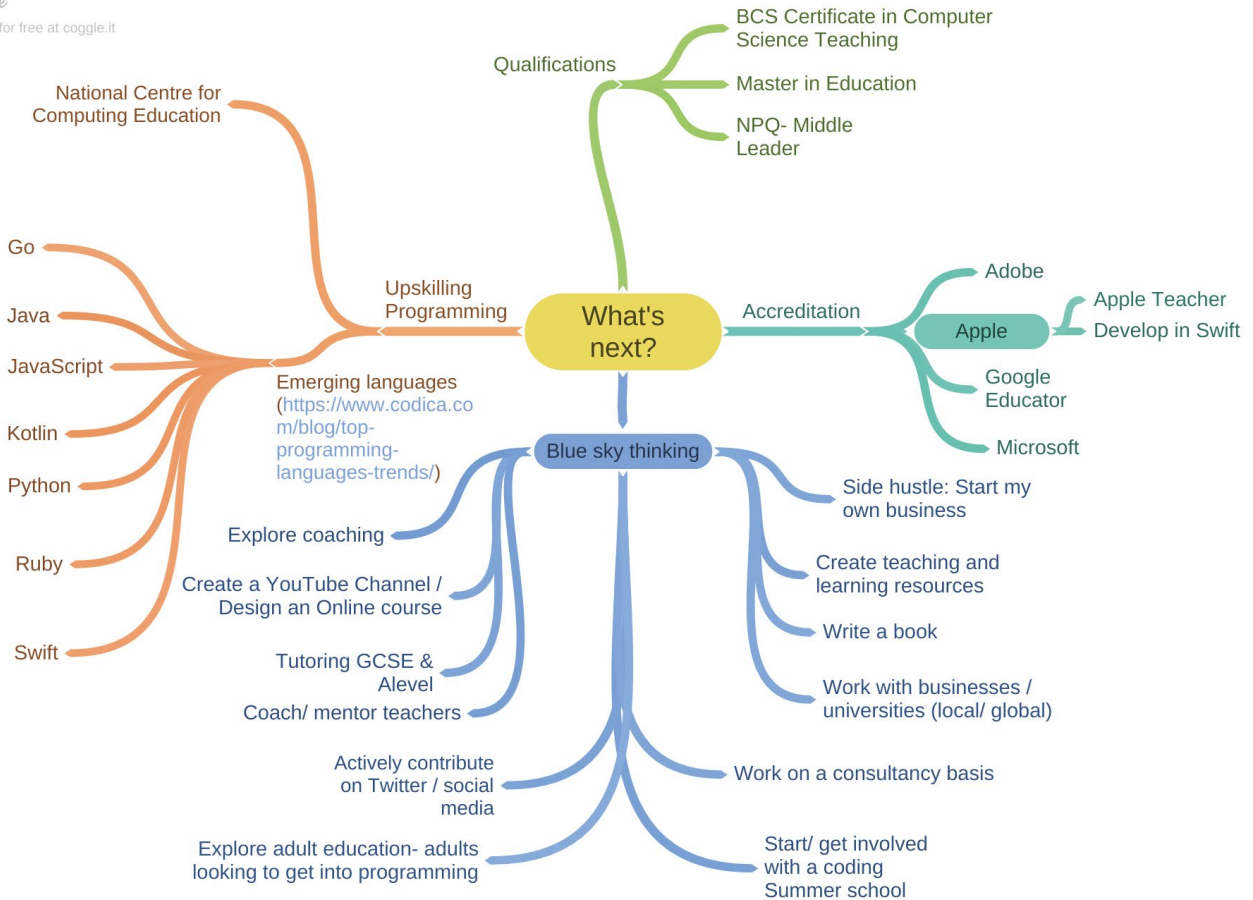 for free at coggle.it
Qualifications
BCS Certificate in Computer
Science Teaching
Master in Education
NPQ- Middle
Leader
National Centre for
Computing Education
Upskilling
Programming
Go
Java
JavaScript
Kotlin
Python
Ruby
Swift
Emerging languages
(https://www.codica.co
m/blog/top-
programming-
languages-trends/)
What's
next?
Accreditation
Adobe
Apple
Apple Teacher
Develop in Swift
Google
Educator
Microsoft
Blue sky thinking
Explore coaching
Create a YouTube Channel /
Design an Online course
Tutoring GCSE &
Alevel
Coach/ mentor teachers
Actively contribute
on Twitter / social
media
Explore adult education- adults
looking to get into programming
Side hustle: Start my
own business
Create teaching and
learning resources
Write a book
Work with businesses /
universities (local/ global)
Work on a consultancy basis
Start/ get involved
with a coding
Summer school